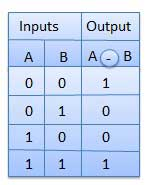 Inputs Output
A B A - B
0 0 1
0 1 0
1 0 0
1 1 1